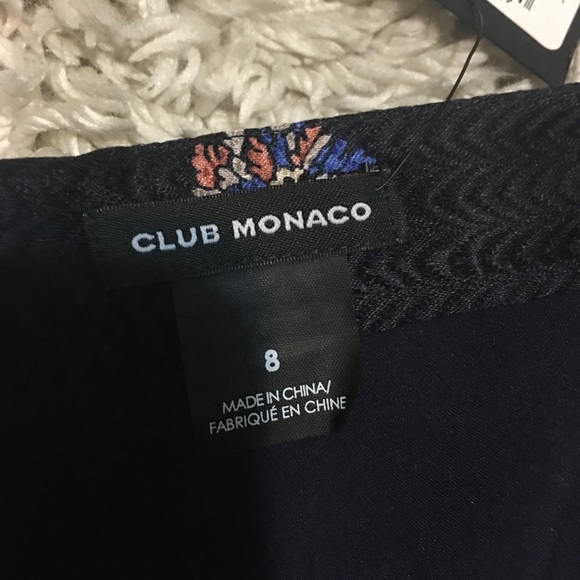 CLUB MONACO
8
MADE IN CHINA/
FABRIQUÉ EN CHINE